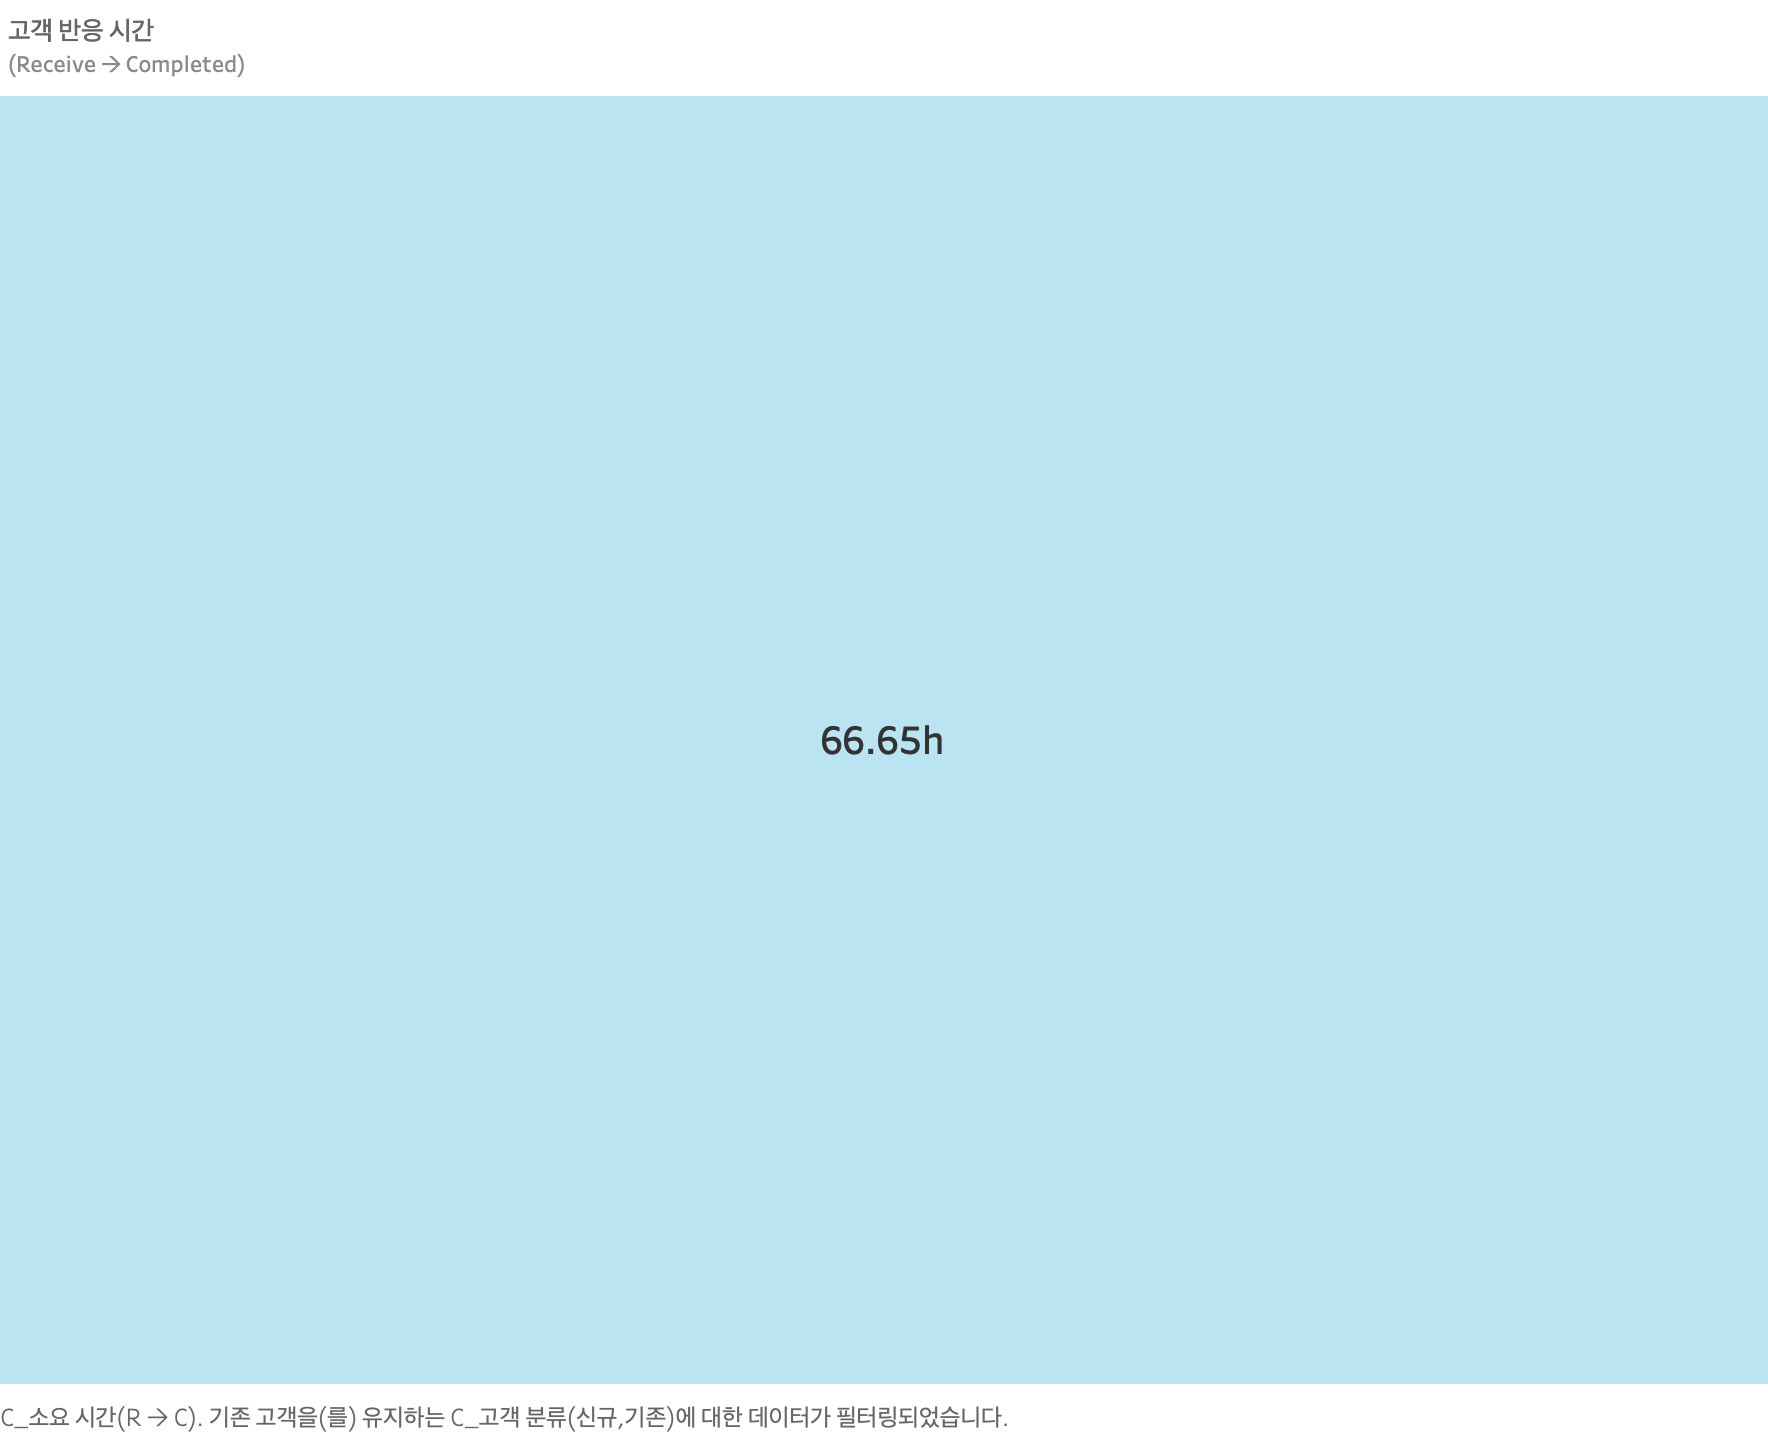 고객 반응 시간
(Receive → Completed)
66.65h
C_소요 시간(R → C). 기존 고객을(를) 유지하는 C_고객 분류(신규,기존)에 대한 데이터가 필터링되었습니다.